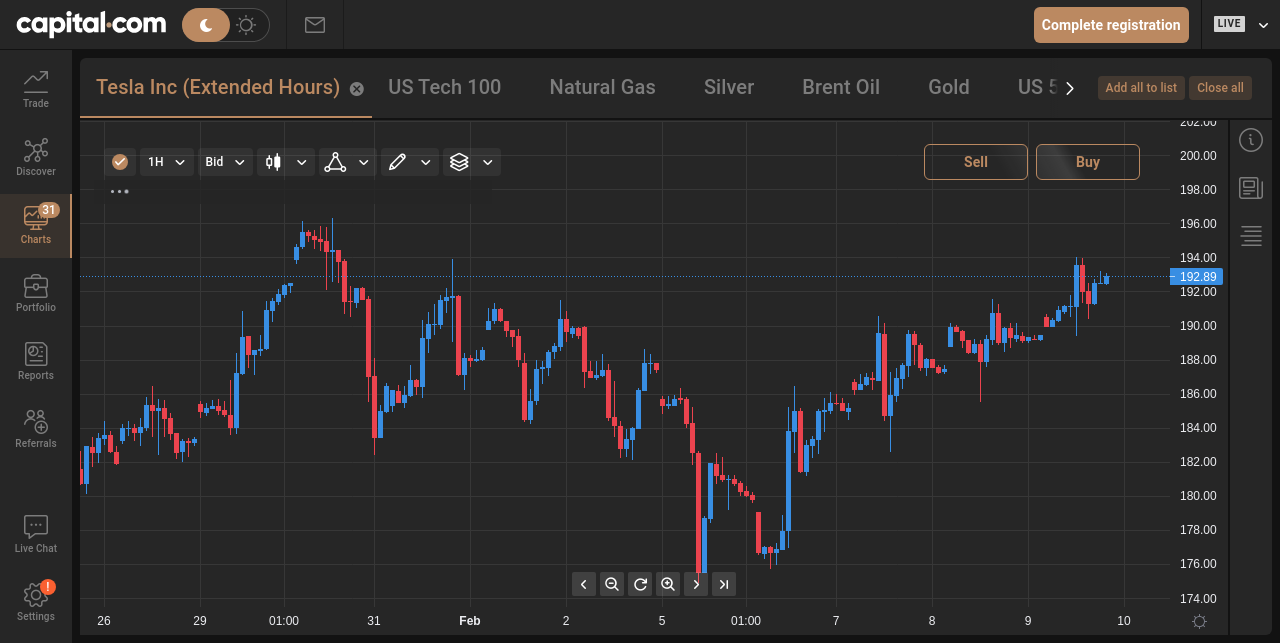 capital.com
Complete registration
LIVE
Trade
Discover
31
Charts
Portfolio
Reports
Referrals
Live Chat
!
Settings
Tesla Inc (Extended Hours)
US Tech 100
Natural Gas
Silver
Brent Oil
Gold
US 5
Add all to list
Close all
1H
Bid
Sell
Buy
202.00
200.00
198.00
196.00
194.00
192.89
192.00
190.00
188.00
186.00
184.00
182.00
180.00
178.00
176.00
174.00
26
29
01:00
31
Feb
2
5
01:00
7
8
9
10